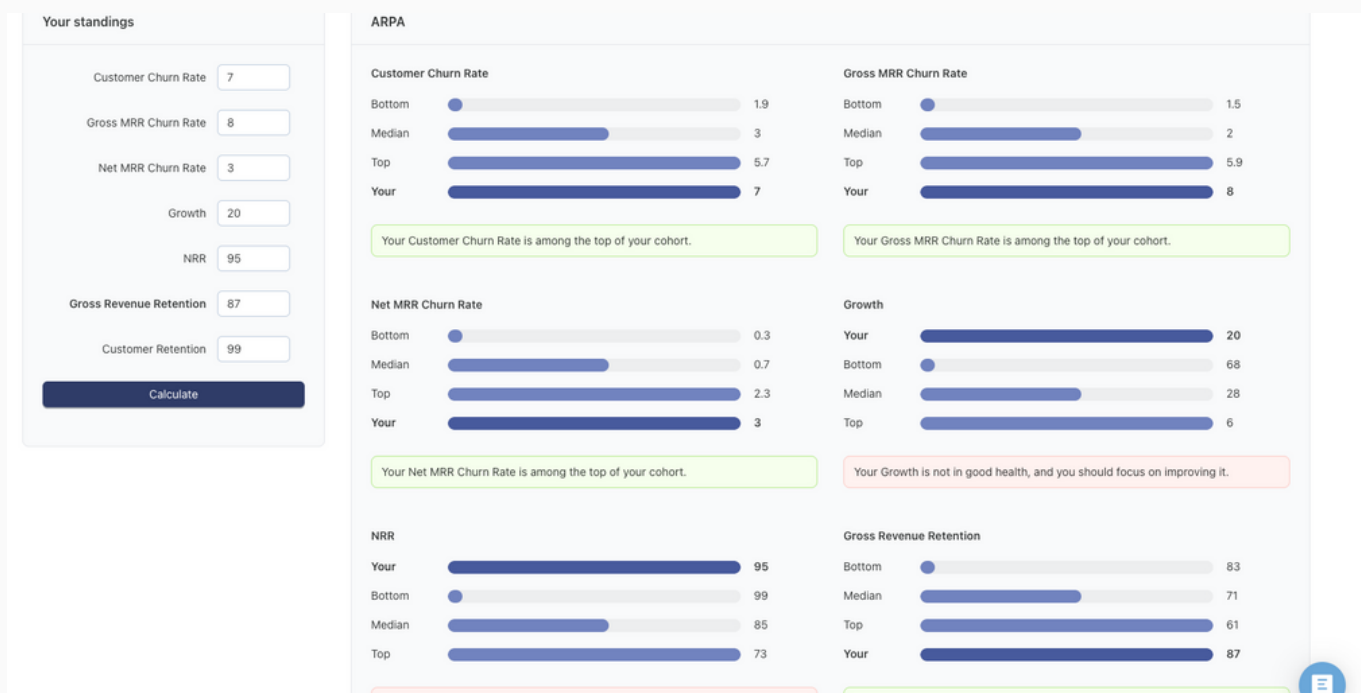 Your standings
Customer Churn Rate 7
Gross MRR Churn Rate 8
Net MRR Churn Rate 3
Growth 20
NRR 95
Gross Revenue Retention 87
Customer Retention 99
Calculate
ARPA
Customer Churn Rate
Bottom 1.9
Median 3
Top 5.7
Your 7
Your Customer Churn Rate is among the top of your cohort.
Gross MRR Churn Rate
Bottom 1.5
Median 2
Top 5.9
Your 8
Your Gross MRR Churn Rate is among the top of your cohort.
Net MRR Churn Rate
Bottom 0.3
Median 0.7
Top 2.3
Your 3
Your Net MRR Churn Rate is among the top of your cohort.
Growth
Your 20
Bottom 68
Median 28
Top 6
Your Growth is not in good health, and you should focus on improving it.
NRR
Your 95
Bottom 99
Median 85
Top 73
Gross Revenue Retention
Bottom 83
Median 71
Top 61
Your 87